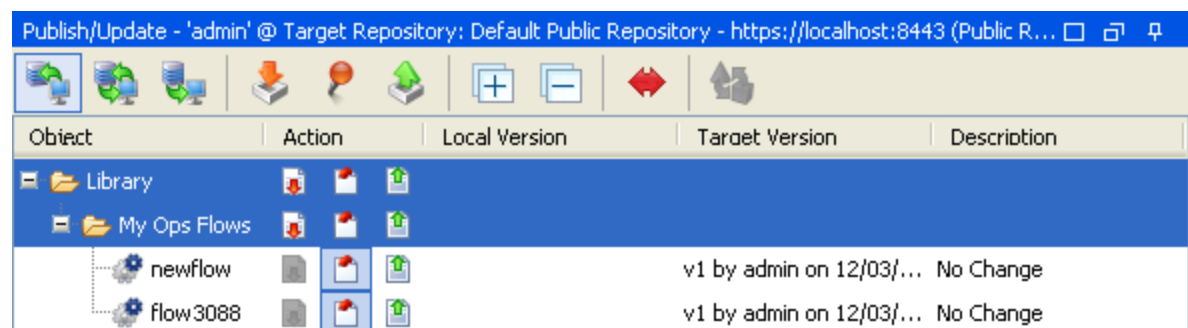 Publish/Update - 'admin' @ Target Repository: Default Public Repository - https://localhost:8443 (Public R...
Object Action Local Version Target Version Description
Library
My Ops Flows
newflow v1 by admin on 12/03/... No Change
flow3088 v1 by admin on 12/03/... No Change